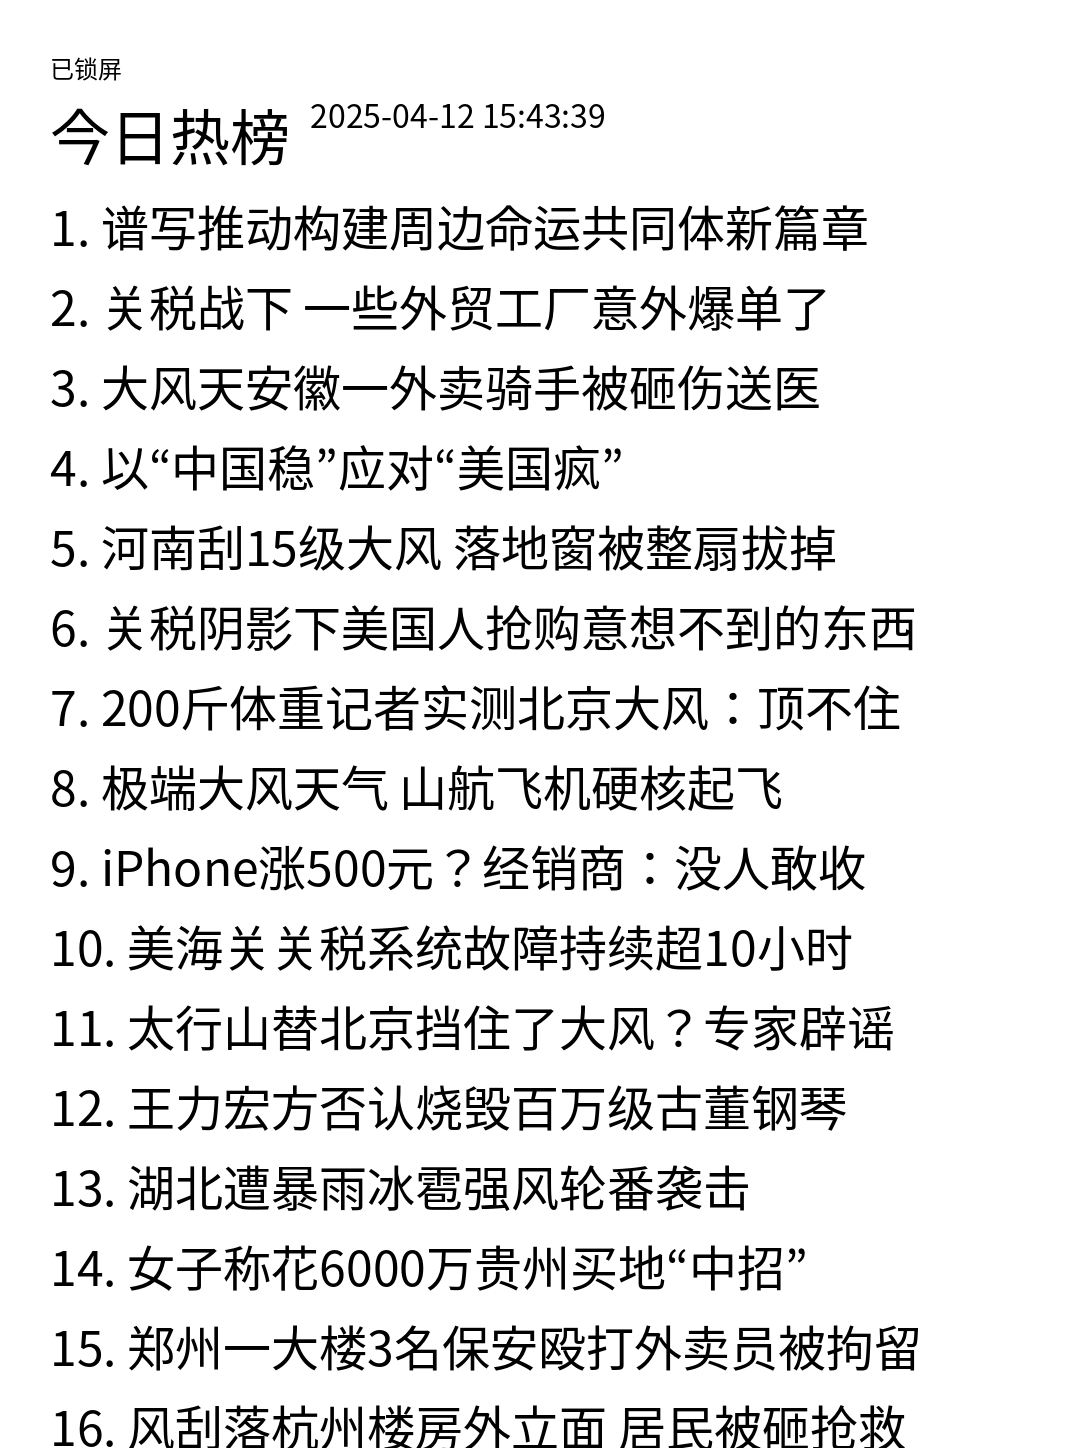 已锁屏
今日热榜 2025-04-12 15:43:39
1. 谱写推动构建周边命运共同体新篇章
2. 关税战下 一些外贸工厂意外爆单了
3. 大风天安徽一外卖骑手被砸伤送医
4. 以“中国稳”应对“美国疯”
5. 河南刮15级大风 落地窗被整扇拔掉
6. 关税阴影下美国人抢购意想不到的东西
7. 200斤体重记者实测北京大风：顶不住
8. 极端大风天气 山航飞机硬核起飞
9. iPhone涨500元？经销商：没人敢收
10. 美海关关税系统故障持续超10小时
11. 太行山替北京挡住了大风？专家辟谣
12. 王力宏方否认烧毁百万级古董钢琴
13. 湖北遭暴雨冰雹强风轮番袭击
14. 女子称花6000万贵州买地“中招”
15. 郑州一大楼3名保安殴打外卖员被拘留
16. 风刮落杭州楼房外立面 居民被砸抢救